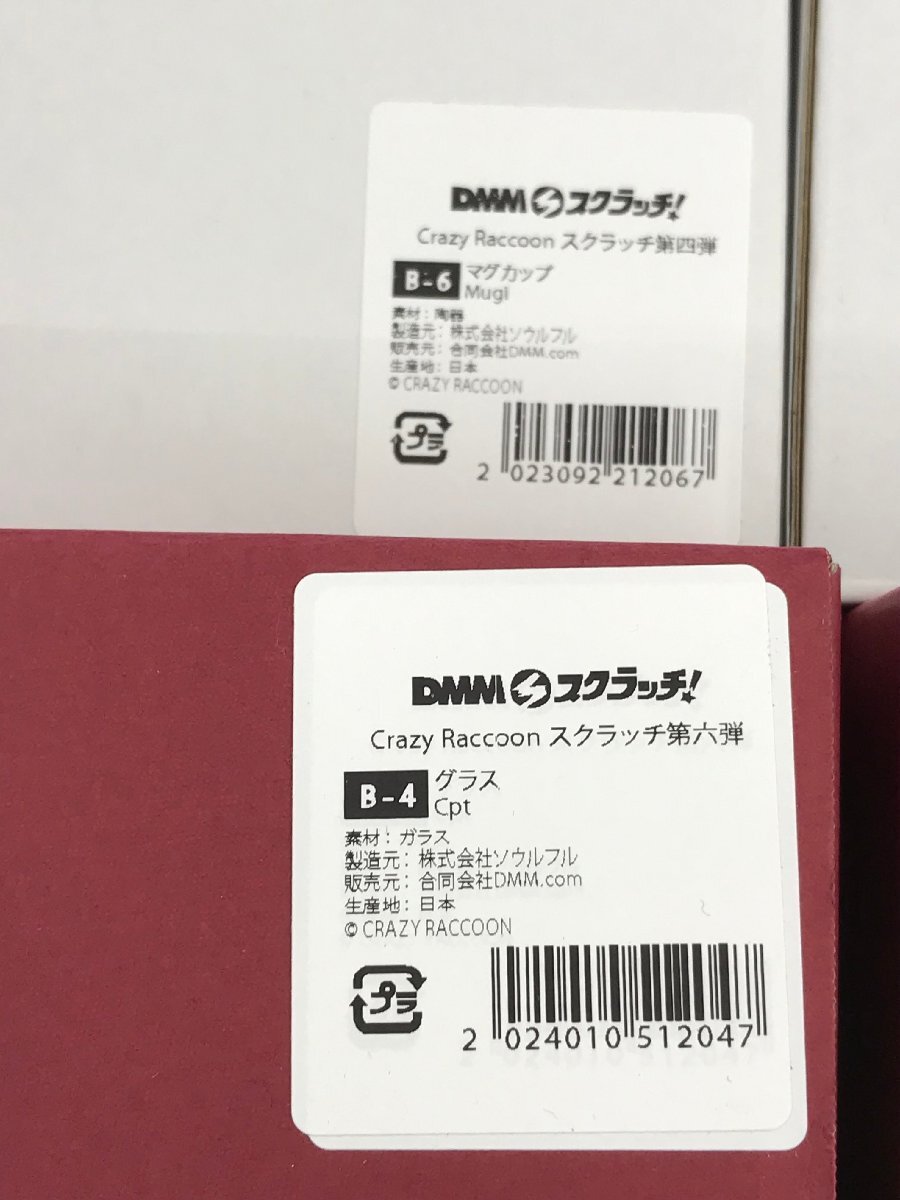 DMMスクラッチ!
Crazy Raccoon スクラッチ第四弾
B-6 マグカップ
Mugi
素材：陶器
製造元：株式会社ソウルフル
販売元：合同会社DMM.com
生産地：日本
© CRAZY RACCOON
プラ
2 023092 212067
DMMスクラッチ!
Crazy Raccoon スクラッチ第六弾
B-4 グラス
Cpt
素材：ガラス
製造元：株式会社ソウルフル
販売元：合同会社DMM.com
生産地：日本
© CRAZY RACCOON
プラ
2 024010 512047